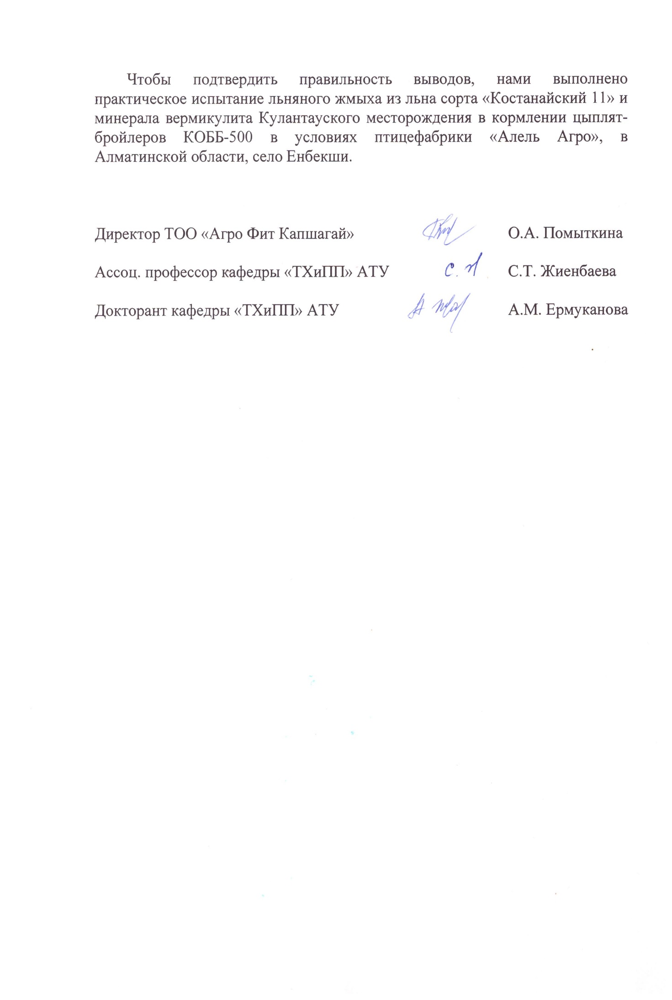 Чтобы подтвердить правильность выводов, нами выполнено
практическое испытание льняного жмыха из льна сорта «Костанайский 11» и
минерала вермикулита Кулантауского месторождения в кормлении цыплят-
бройлеров КОББ-500 в условиях птицефабрики «Алель Агро», в
Алматинской области, село Енбекши.
Директор ТОО «Агро Фит Капшагай» О.А. Помыткина
Ассоц. профессор кафедры «ТХиПП» АТУ С.Т. Жиенбаева
Докторант кафедры «ТХиПП» АТУ А.М. Ермуканова